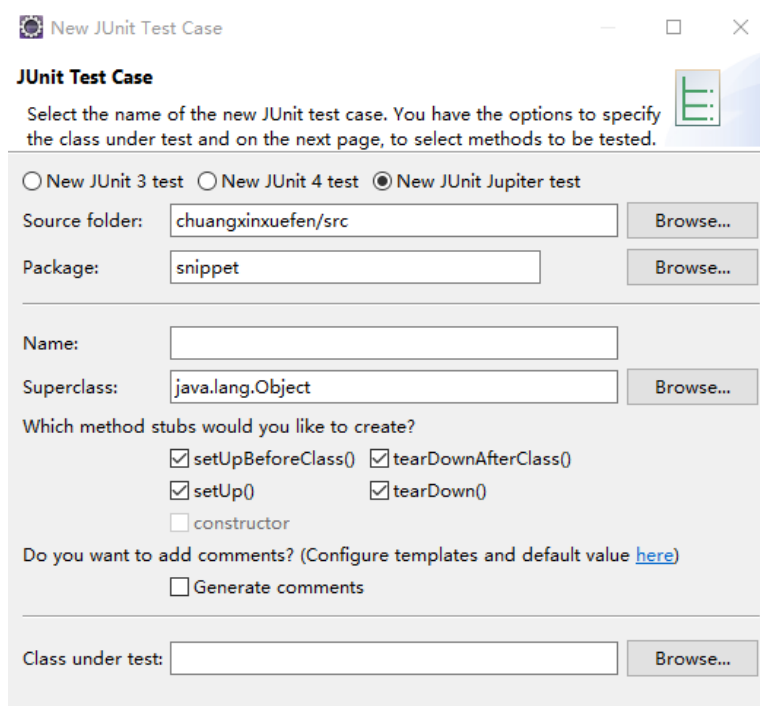 New JUnit Test Case
JUnit Test Case
Select the name of the new JUnit test case. You have the options to specify
the class under test and on the next page, to select methods to be tested.
New JUnit 3 test New JUnit 4 test New JUnit Jupiter test
Source folder: chuangxinxuefen/src Browse...
Package: snippet Browse...
Name:
Superclass: java.lang.Object Browse...
Which method stubs would you like to create?
setUpBeforeClass() tearDownAfterClass()
setUp() tearDown()
constructor
Do you want to add comments? (Configure templates and default value here)
Generate comments
Class under test: Browse...